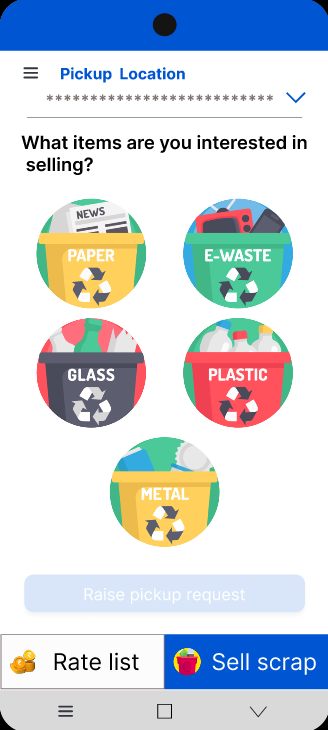 Pickup Location
**************************
What items are you interested in
selling?
NEWS
PAPER
E-WASTE
GLASS
PLASTIC
METAL
Raise pickup request
Rate list
Sell scrap